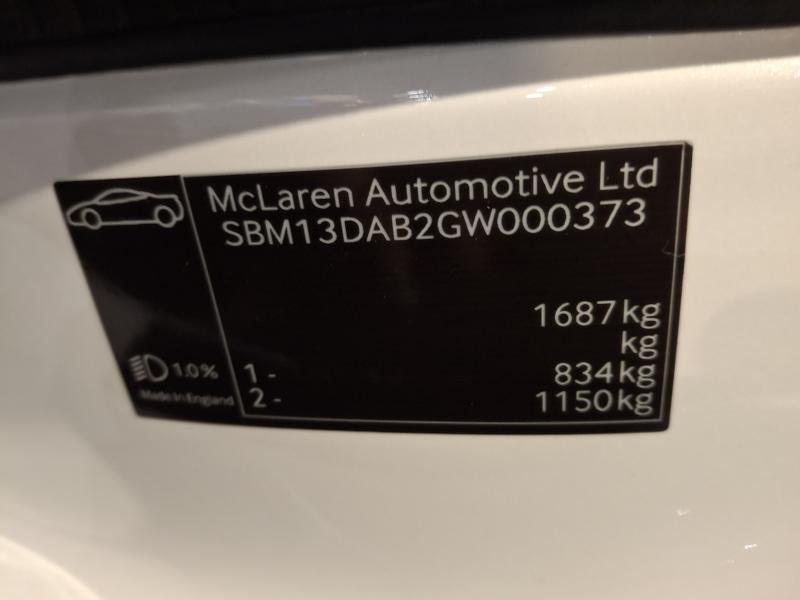 McLaren Automotive Ltd
SBM13DAB2GW000373
1687kg
kg
1.0%
1 - 834kg
Made In England
2 - 1150kg